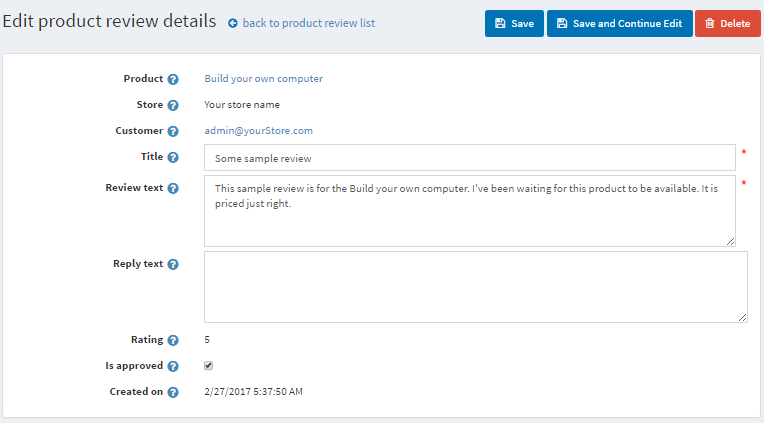 Edit product review details back to product review list Save Save and Continue Edit Delete
Product ? Build your own computer
Store ? Your store name
Customer ? admin@yourStore.com
Title ? Some sample review *
Review text ? This sample review is for the Build your own computer. I've been waiting for this product to be available. It is *
priced just right.
Reply text ?
Rating ? 5
Is approved ?
Created on ? 2/27/2017 5:37:50 AM